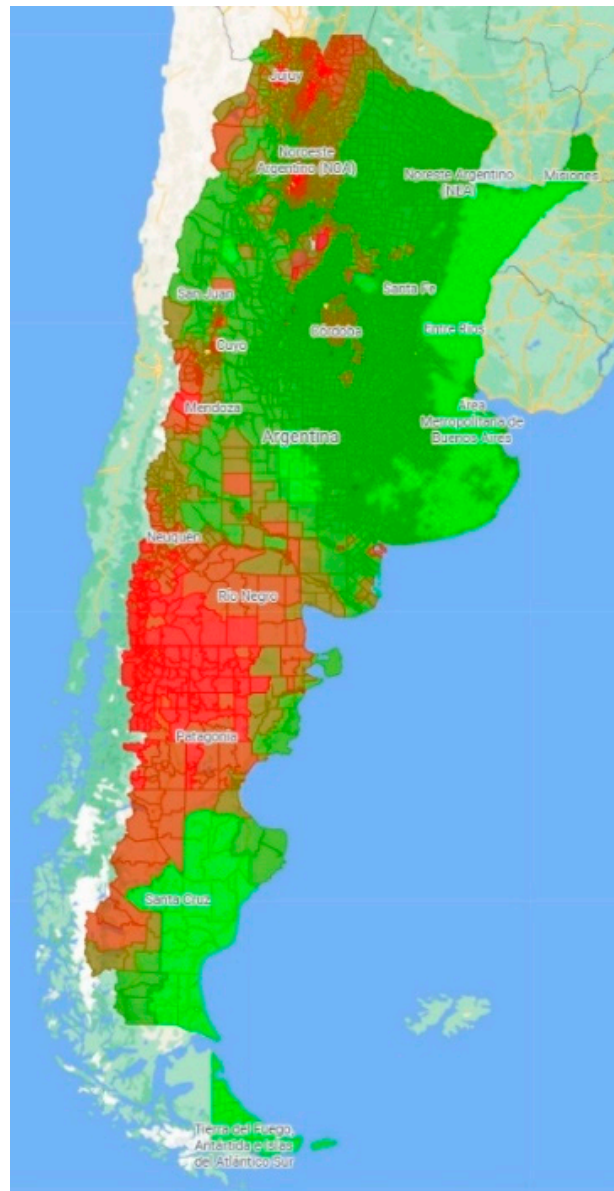 Jujuy
Noroeste
Argentino (NOA)
Noreste Argentino
(NEA)
Misiones
San Juan
Santa Fe
Córdoba
Entre Ríos
Cuyo
Mendoza
Área
Metropolitana de
Buenos Aires
Argentina
Neuquén
Río Negro
Patagonia
Santa Cruz
Tierra del Fuego,
Antártida e Islas
del Atlántico Sur